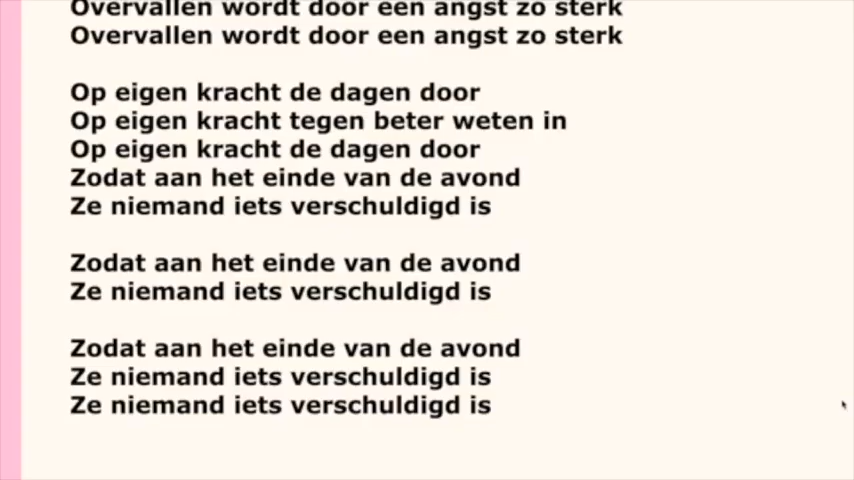 Overvallen wordt door een angst zo sterk
Overvallen wordt door een angst zo sterk
Op eigen kracht de dagen door
Op eigen kracht tegen beter weten in
Op eigen kracht de dagen door
Zodat aan het einde van de avond
Ze niemand iets verschuldigd is
Zodat aan het einde van de avond
Ze niemand iets verschuldigd is
Zodat aan het einde van de avond
Ze niemand iets verschuldigd is
Ze niemand iets verschuldigd is